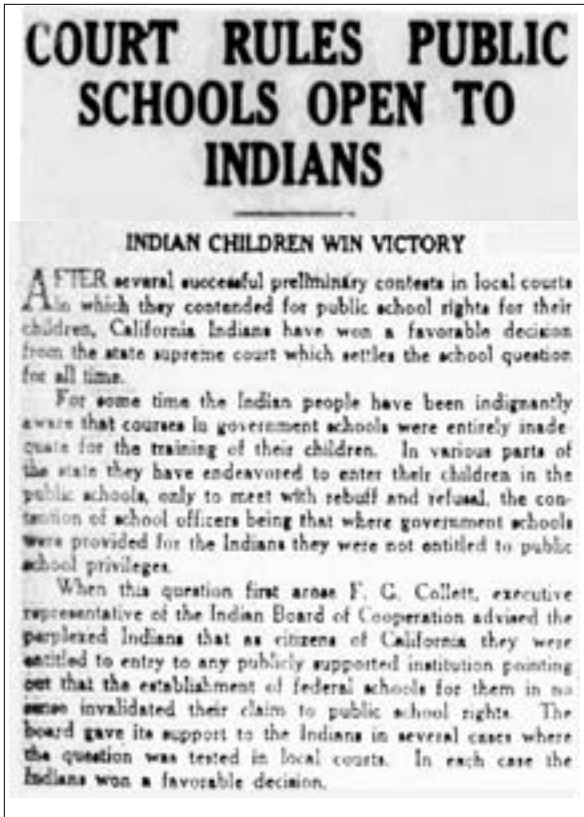 COURT RULES PUBLIC
SCHOOLS OPEN TO
INDIANS
INDIAN CHILDREN WIN VICTORY
AFTER several successful preliminary contests in local courts
in which they contended for public school rights for their
children, California Indians have won a favorable decision
from the state supreme court which settles the school question
for all time.
For some time the Indian people have been indignantly
aware that courses in government schools were entirely inade-
quate for the training of their children. In various parts of
the state they have endeavored to enter their children in the
public schools, only to meet with rebuff and refusal, the con-
tention of school officers being that where government schools
were provided for the Indians they were not entitled to public
school privileges.
When this question first arose F. G. Collett, executive
representative of the Indian Board of Cooperation advised the
perplexed Indians that as citizens of California they were
entitled to entry to any publicly supported institution pointing
out that the establishment of federal schools for them in no
sense invalidated their claim to public school rights. The
board gave its support to the Indians in several cases where
the question was tested in local courts. In each case the
Indians won a favorable decision.